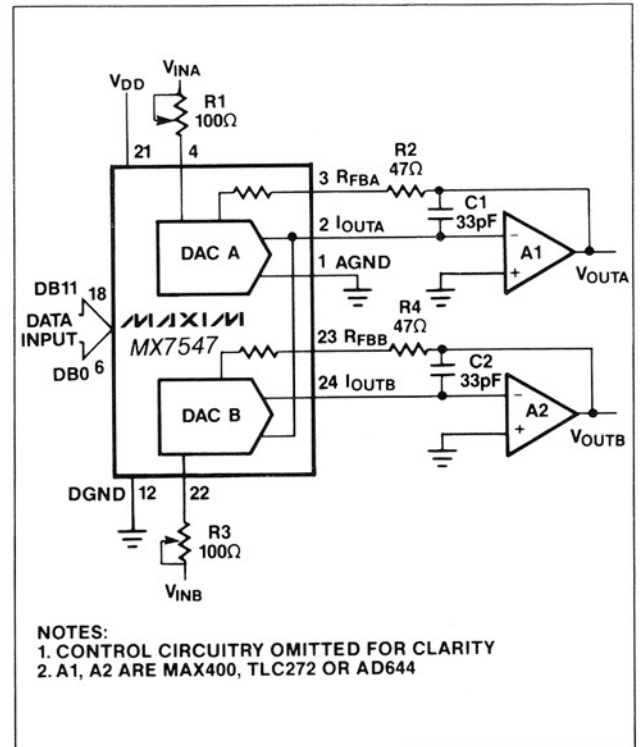 VINA
VDD
R1
100Ω
21
4
R2
47Ω
3 RFBA
C1
33pF
2 IOUTA
DAC A
−
A1
+
1 AGND
VOUTA
DB11
18
DATA
INPUT
MAXIM
MX7547
DB0
6
R4
47Ω
23 RFBB
C2
33pF
24 IOUTB
DAC B
−
A2
+
VOUTB
DGND
12
22
R3
100Ω
VINB
NOTES:
1. CONTROL CIRCUITRY OMITTED FOR CLARITY
2. A1, A2 ARE MAX400, TLC272 OR AD644